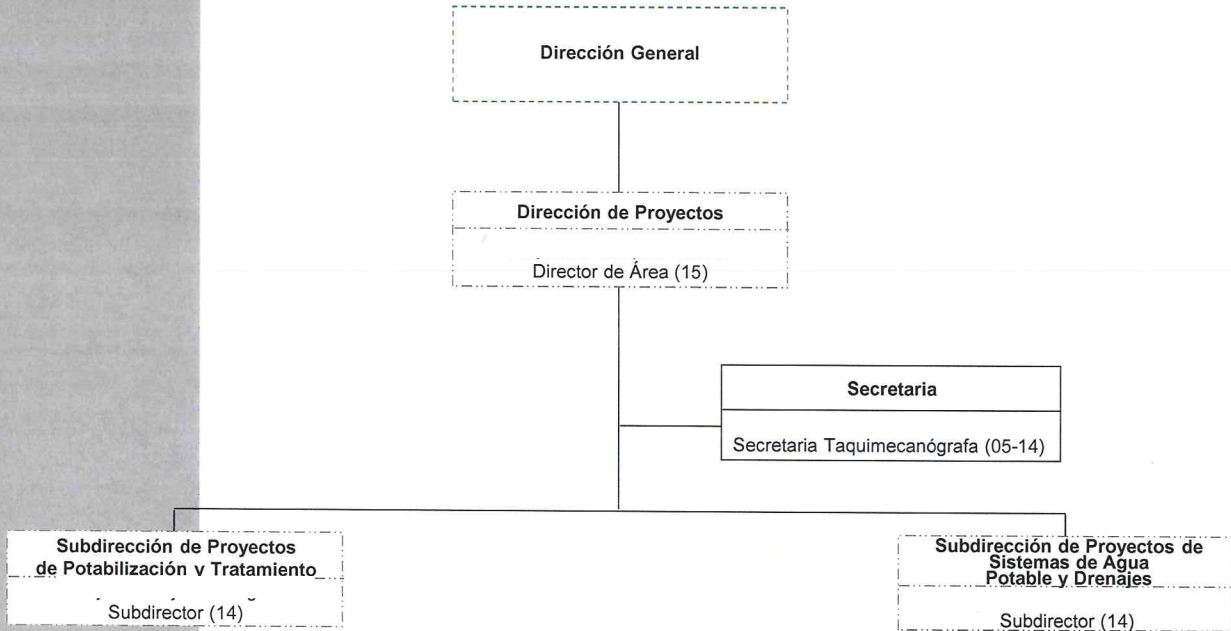 Dirección General
Dirección de Proyectos
Director de Área (15)
Secretaria
Secretaria Taquimecanógrafa (05-14)
Subdirección de Proyectos
de Potabilización y Tratamiento
Subdirector (14)
Subdirección de Proyectos de
Sistemas de Agua
Potable y Drenajes
Subdirector (14)